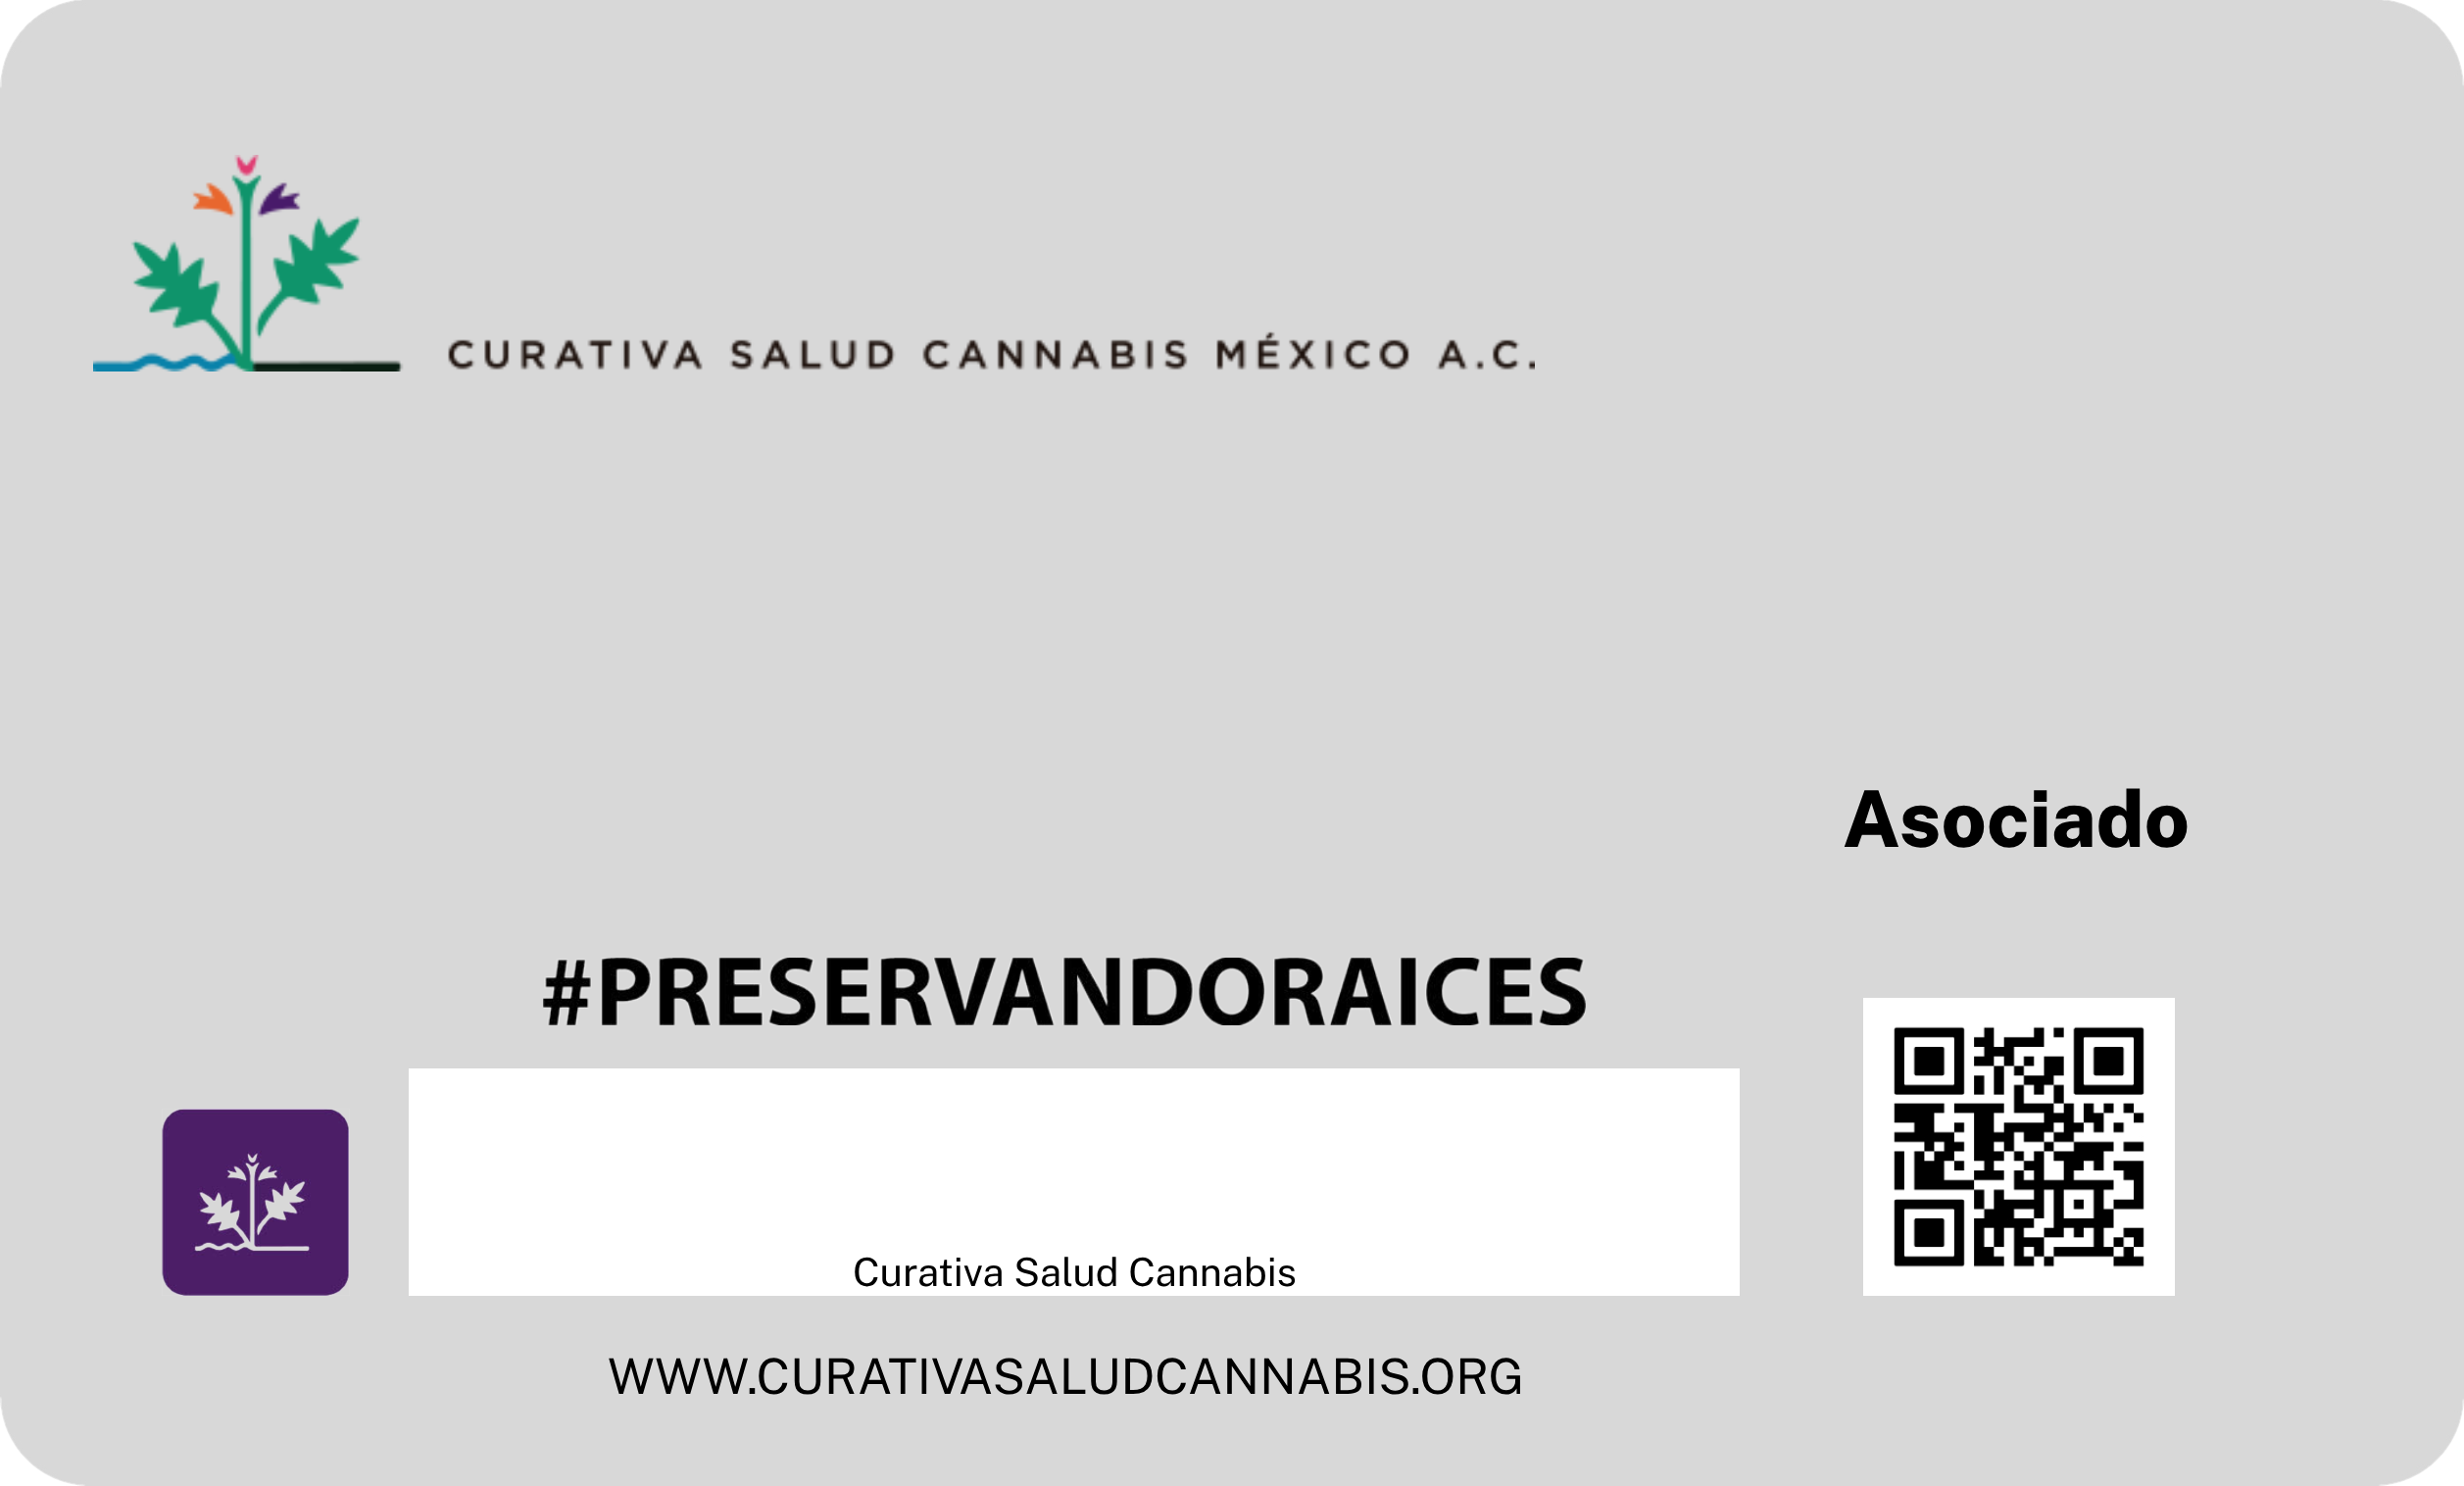 CURATIVA SALUD CANNABIS MÉXICO A.C.
Asociado
#PRESERVANDORAICES
Curativa Salud Cannabis
WWW.CURATIVASALUDCANNABIS.ORG